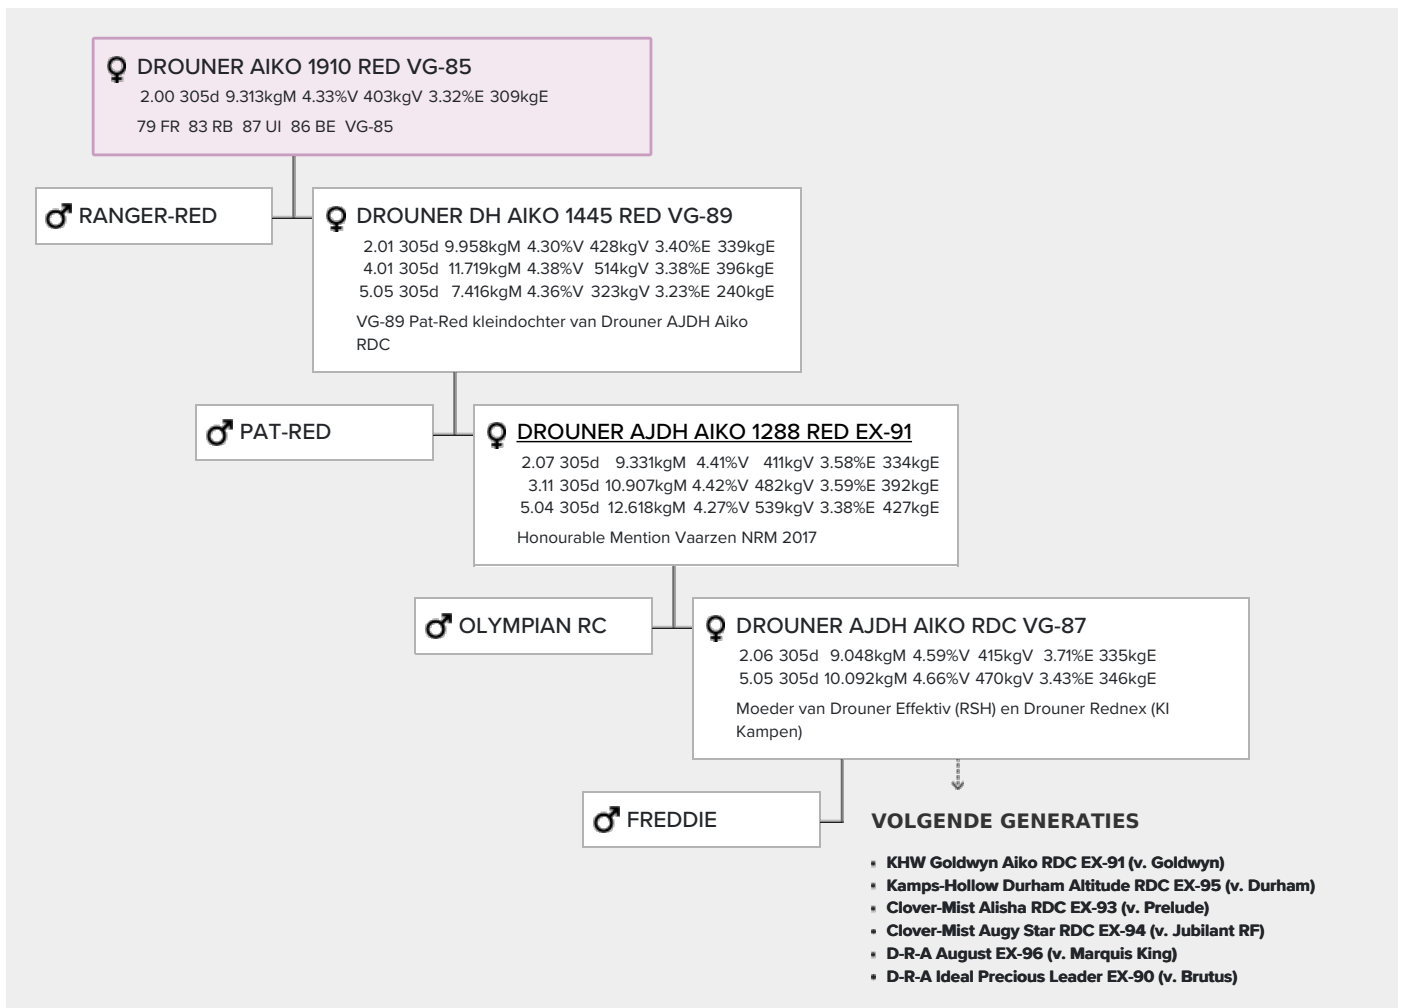 DROUNER AIKO 1910 RED VG-85
2.00 305d 9.313kgM 4.33%V 403kgV 3.32%E 309kgE
79 FR 83 RB 87 UI 86 BE VG-85
RANGER-RED
DROUNER DH AIKO 1445 RED VG-89
2.01 305d 9.958kgM 4.30%V 428kgV 3.40%E 339kgE
4.01 305d 11.719kgM 4.38%V 514kgV 3.38%E 396kgE
5.05 305d 7.416kgM 4.36%V 323kgV 3.23%E 240kgE
VG-89 Pat-Red kleindochter van Drouner AJDH Aiko
RDC
PAT-RED
DROUNER AJDH AIKO 1288 RED EX-91
2.07 305d 9.331kgM 4.41%V 411kgV 3.58%E 334kgE
3.11 305d 10.907kgM 4.42%V 482kgV 3.59%E 392kgE
5.04 305d 12.618kgM 4.27%V 539kgV 3.38%E 427kgE
Honourable Mention Vaarzen NRM 2017
OLYMPIAN RC
DROUNER AJDH AIKO RDC VG-87
2.06 305d 9.048kgM 4.59%V 415kgV 3.71%E 335kgE
5.05 305d 10.092kgM 4.66%V 470kgV 3.43%E 346kgE
Moeder van Drouner Effektiv (RSH) en Drouner Rednex (KI
Kampen)
FREDDIE
VOLGENDE GENERATIES
KHW Goldwyn Aiko RDC EX-91 (v. Goldwyn)
Kamps-Hollow Durham Altitude RDC EX-95 (v. Durham)
Clover-Mist Alisha RDC EX-93 (v. Prelude)
Clover-Mist Augy Star RDC EX-94 (v. Jubilant RF)
D-R-A August EX-96 (v. Marquis King)
D-R-A Ideal Precious Leader EX-90 (v. Brutus)